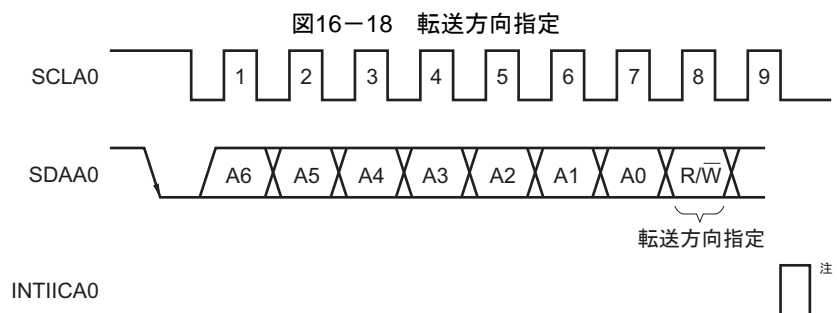 図16－18　転送方向指定
SCLA0 1 2 3 4 5 6 7 8 9
SDAA0 A6 A5 A4 A3 A2 A1 A0 R/W̅
転送方向指定
注
INTIICA0